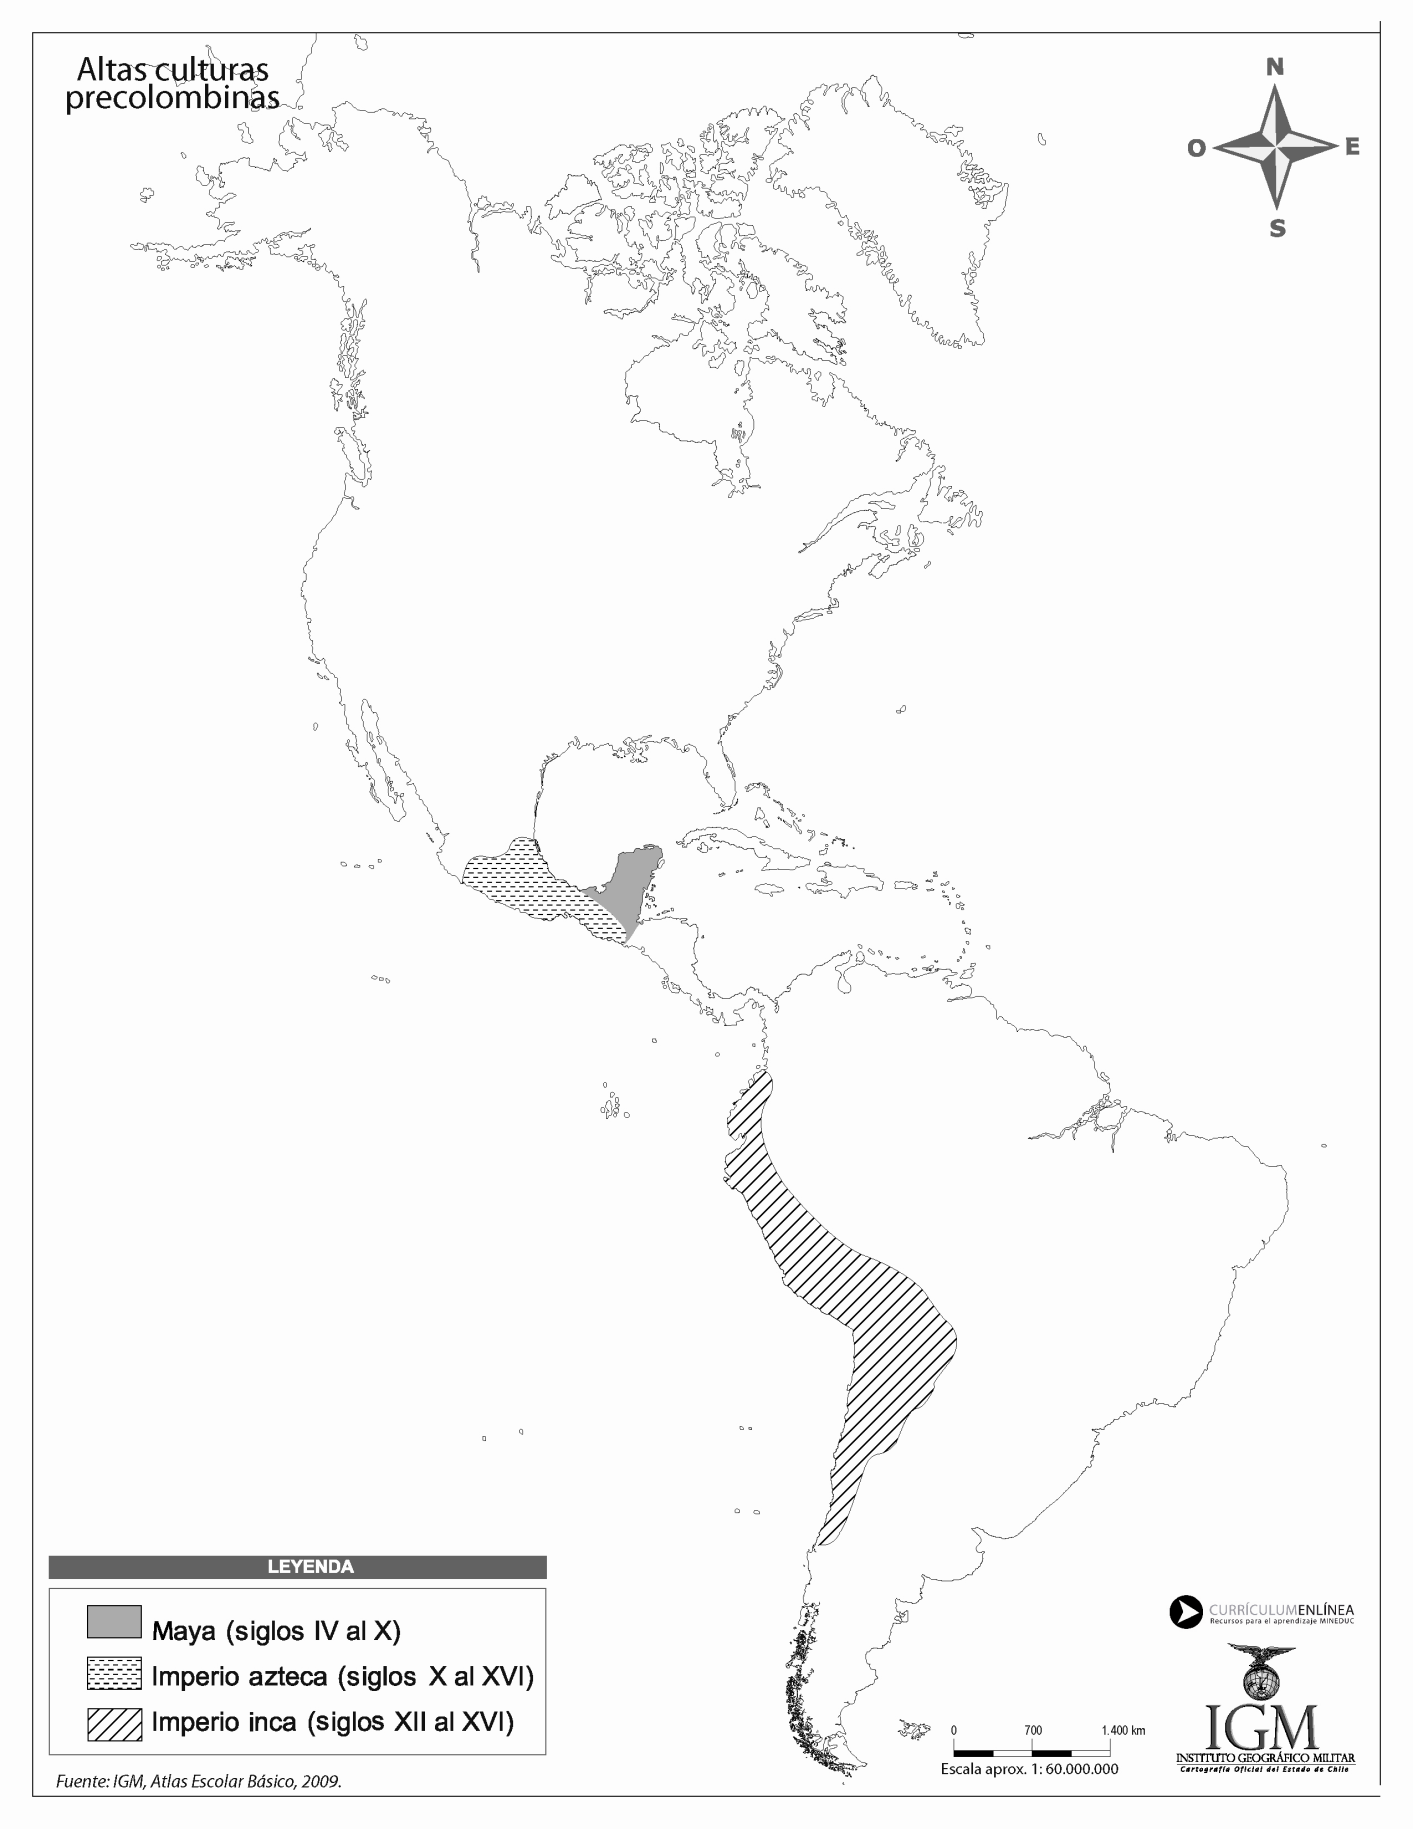 Altas culturas
precolombinas
N
O
E
S
LEYENDA
Maya (siglos IV al X)
Imperio azteca (siglos X al XVI)
Imperio inca (siglos XII al XVI)
Fuente: IGM, Atlas Escolar Básico, 2009.
0 700 1.400 km
Escala aprox. 1: 60.000.000
CURRÍCULUMENLÍNEA
Recursos para el aprendizaje MINEDUC
IGM
INSTITUTO GEOGRÁFICO MILITAR
Cartografía Oficial del Estado de Chile